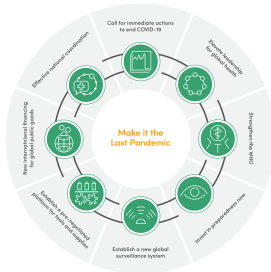 Call for immediate actions
to end COVID-19
Elevate leadership
for global health
Strengthen the WHO
Invest in preparedness now
Establish a new global
surveillance system
Establish a pre-negotiated
platform for tools and supplies
New international financing
for global public goods
Effective national coordination
Make it the
Last Pandemic